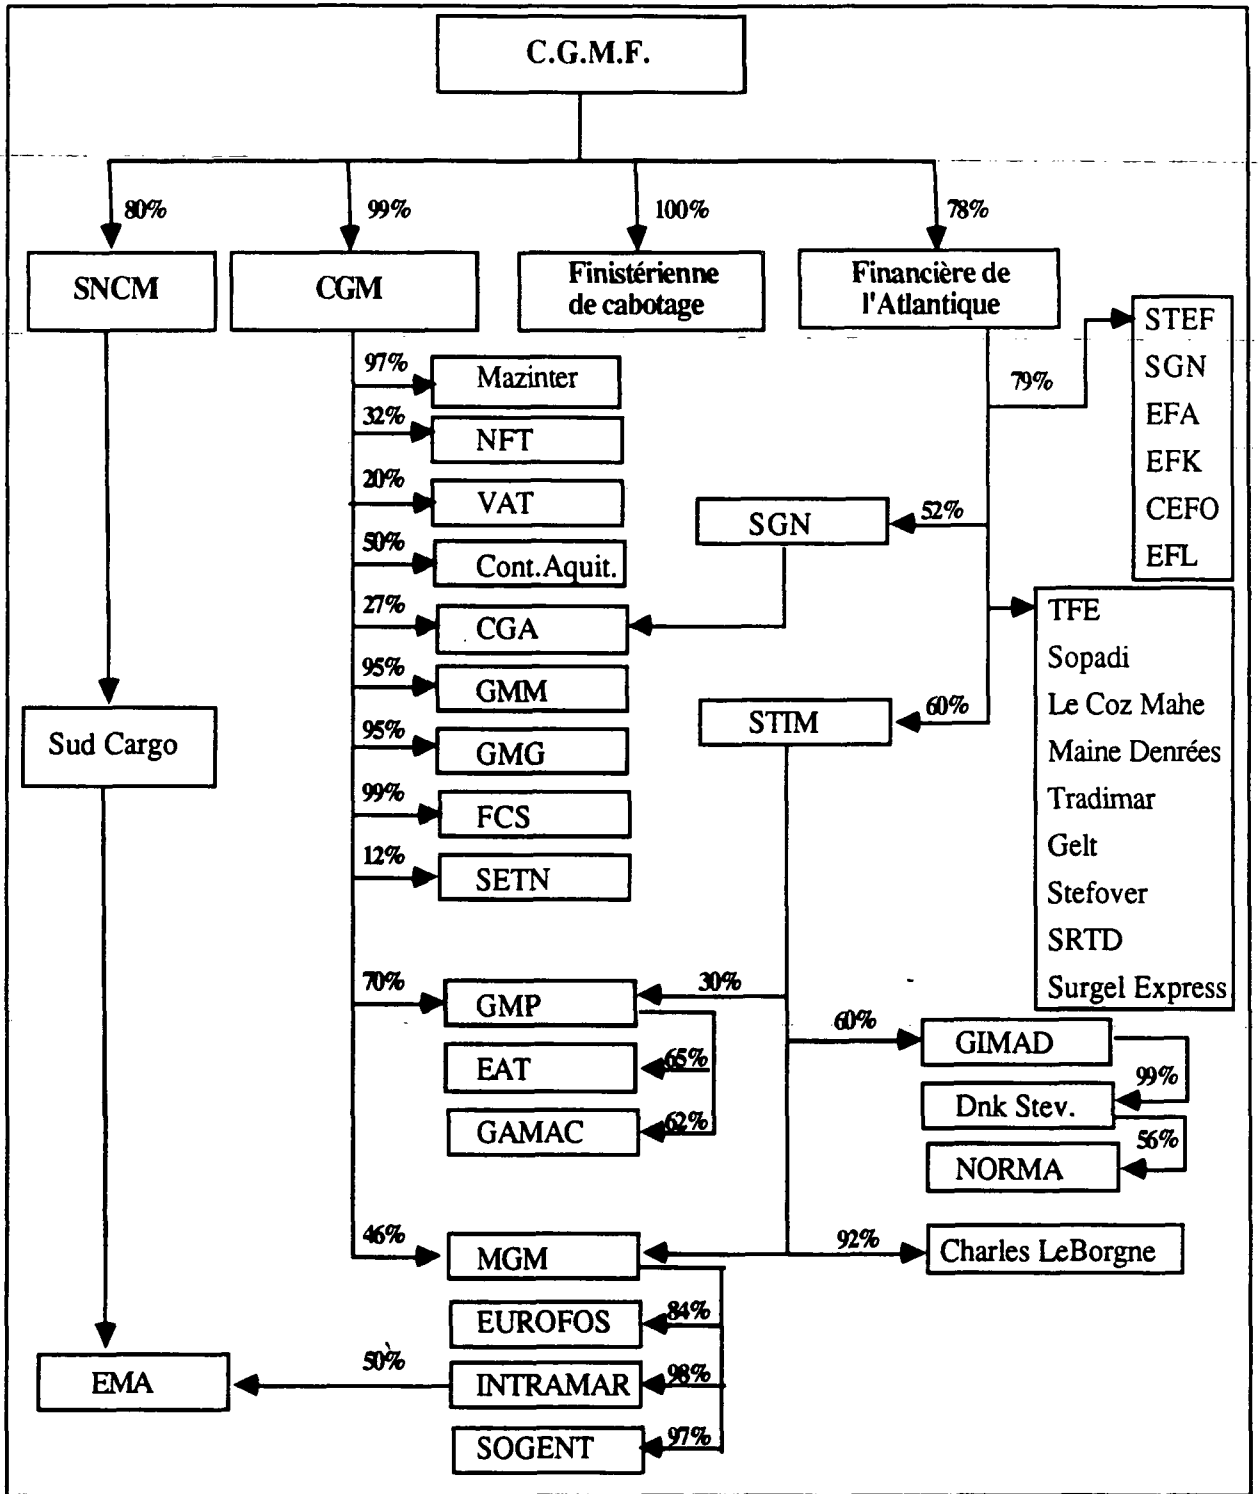 C.G.M.F.
80%
99%
100%
78%
SNCM
CGM
Finistérienne
de cabotage
Financière de
l'Atlantique
STEF
SGN
EFA
EFK
CEFO
EFL
79%
97%
Mazinter
32%
NFT
20%
VAT
50%
Cont.Aquit.
27%
CGA
95%
GMM
95%
GMG
99%
FCS
12%
SETN
SGN
52%
STIM
60%
TFE
Sopadi
Le Coz Mahe
Maine Denrées
Tradimar
Gelt
Stefover
SRTD
Surgel Express
Sud Cargo
70%
GMP
30%
EAT
65%
GAMAC
62%
60%
GIMAD
99%
Dnk Stev.
56%
NORMA
46%
MGM
92%
Charles LeBorgne
EUROFOS
84%
EMA
50%
INTRAMAR
98%
SOGENT
97%